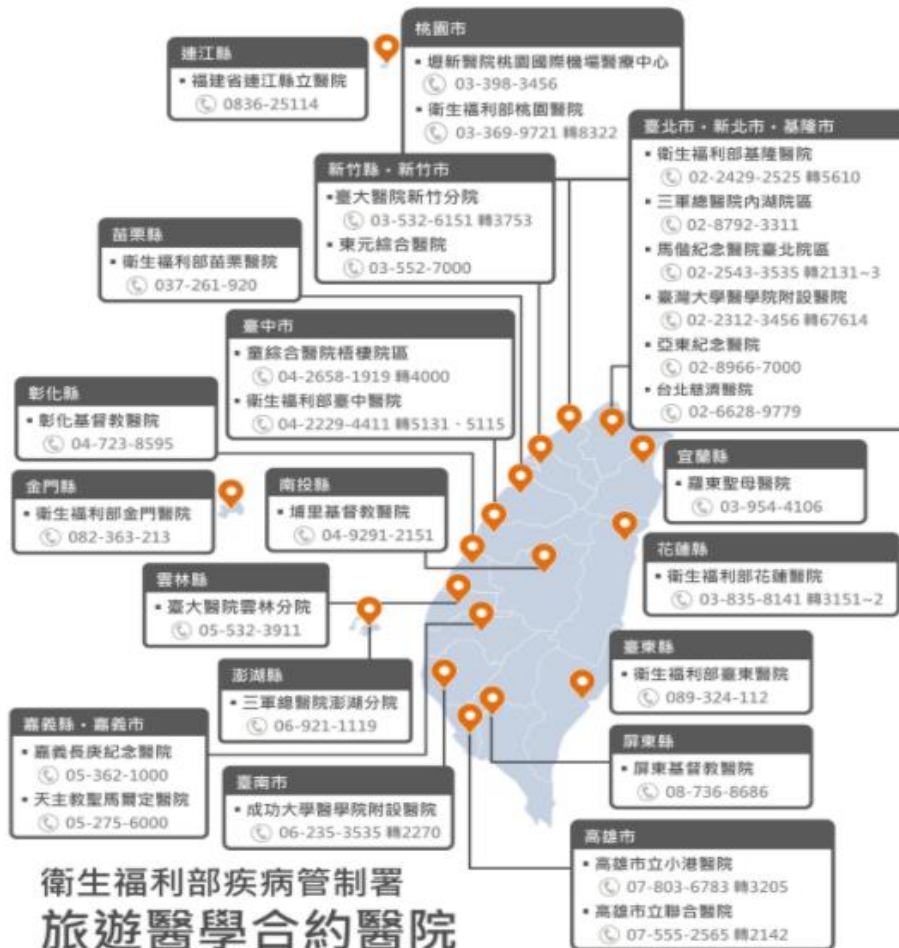 連江縣
▪ 福建省連江縣立醫院
0836-25114
桃園市
▪ 壢新醫院桃園國際機場醫療中心
03-398-3456
▪ 衛生福利部桃園醫院
03-369-9721 轉8322
臺北市・新北市・基隆市
▪ 衛生福利部基隆醫院
02-2429-2525 轉5610
▪ 三軍總醫院內湖院區
02-8792-3311
▪ 馬偕紀念醫院臺北院區
02-2543-3535 轉2131~3
▪ 臺灣大學醫學院附設醫院
02-2312-3456 轉67614
▪ 亞東紀念醫院
02-8966-7000
▪ 台北慈濟醫院
02-6628-9779
新竹縣・新竹市
▪臺大醫院新竹分院
03-532-6151 轉3753
▪ 東元綜合醫院
03-552-7000
苗栗縣
▪ 衛生福利部苗栗醫院
037-261-920
臺中市
▪ 童綜合醫院梧棲院區
04-2658-1919 轉4000
▪ 衛生福利部臺中醫院
04-2229-4411 轉5131、5115
彰化縣
▪ 彰化基督教醫院
04-723-8595
宜蘭縣
▪ 羅東聖母醫院
03-954-4106
金門縣
▪ 衛生福利部金門醫院
082-363-213
南投縣
▪ 埔里基督教醫院
04-9291-2151
花蓮縣
▪ 衛生福利部花蓮醫院
03-835-8141 轉3151~2
雲林縣
▪ 臺大醫院雲林分院
05-532-3911
臺東縣
▪ 衛生福利部臺東醫院
089-324-112
澎湖縣
▪ 三軍總醫院澎湖分院
06-921-1119
嘉義縣・嘉義市
▪ 嘉義長庚紀念醫院
05-362-1000
▪ 天主教聖馬爾定醫院
05-275-6000
屏東縣
▪ 屏東基督教醫院
08-736-8686
臺南市
▪ 成功大學醫學院附設醫院
06-235-3535 轉2270
高雄市
▪ 高雄市立小港醫院
07-803-6783 轉3205
▪ 高雄市立聯合醫院
07-555-2565 轉2142
衛生福利部疾病管制署
旅遊醫學合約醫院